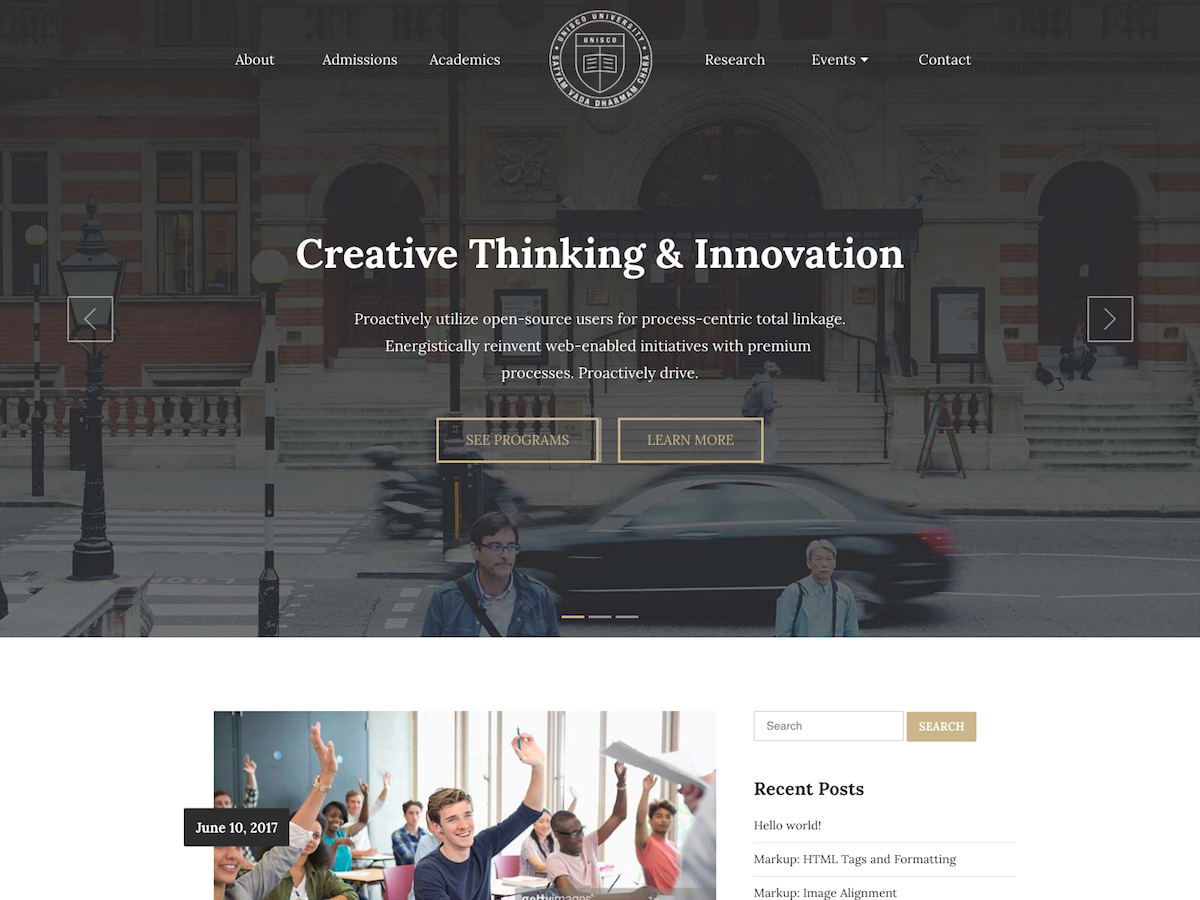 About
Admissions
Academics
UNISCO UNIVERSITY
UNISCO
SATYAM VADA DHARMAM CHARA
Research
Events
Contact
Creative Thinking & Innovation
Proactively utilize open-source users for process-centric total linkage.
Energistically reinvent web-enabled initiatives with premium
processes. Proactively drive.
SEE PROGRAMS
LEARN MORE
LOOK
Search
SEARCH
Recent Posts
June 10, 2017
Hello world!
Markup: HTML Tags and Formatting
gettyimages
Markup: Image Alignment